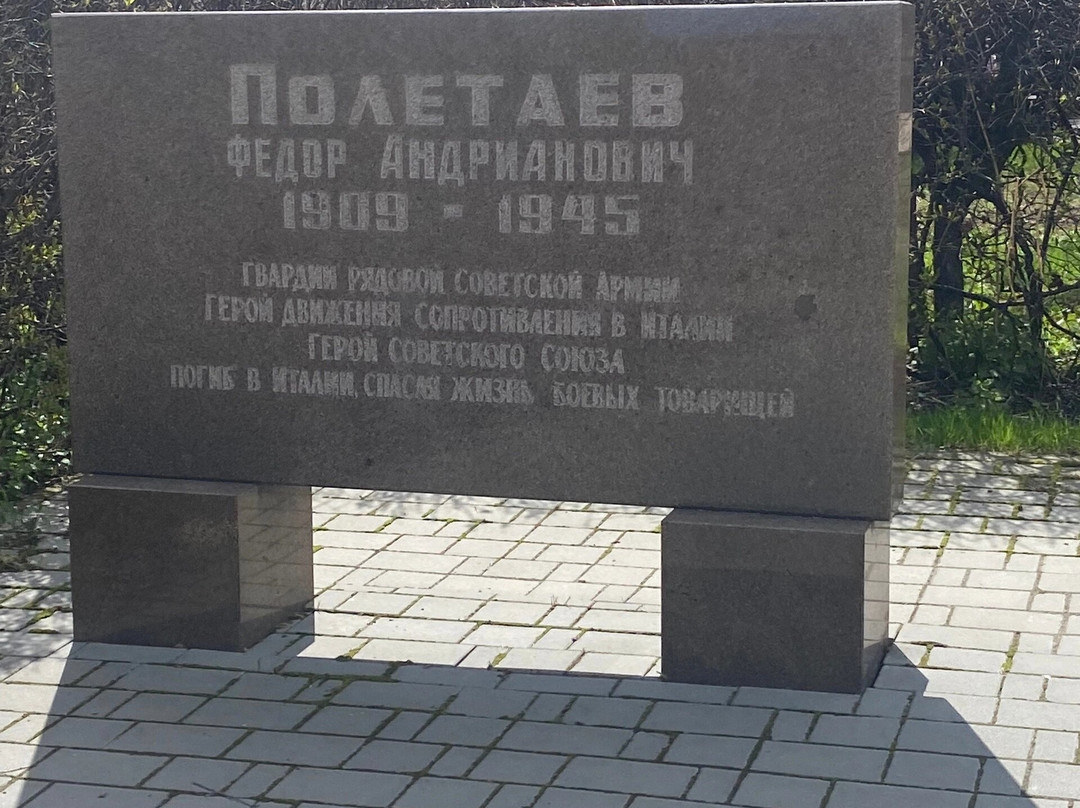 ПОЛЕТАЕВ
ФЕДОР АНДРИАНОВИЧ
1909 - 1945
ГВАРДИИ РЯДОВОЙ СОВЕТСКОЙ АРМИИ
ГЕРОЙ ДВИЖЕНИЯ СОПРОТИВЛЕНИЯ В ИТАЛИИ
ГЕРОЙ СОВЕТСКОГО СОЮЗА
ПОГИБ В ИТАЛИИ, СПАСАЯ ЖИЗНЬ БОЕВЫХ ТОВАРИЩЕЙ